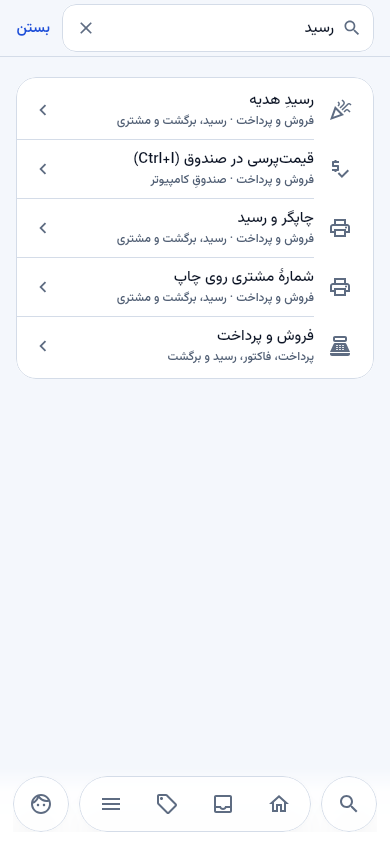 رسید
بستن
رسیدِ هدیه
فروش و پرداخت · رسید، برگشت و مشتری
قیمت‌پرسی در صندوق (Ctrl+I)
فروش و پرداخت · صندوقِ کامپیوتر
چاپگر و رسید
فروش و پرداخت · رسید، برگشت و مشتری
شمارهٔ مشتری روی چاپ
فروش و پرداخت · رسید، برگشت و مشتری
فروش و پرداخت
پرداخت، فاکتور، رسید و برگشت